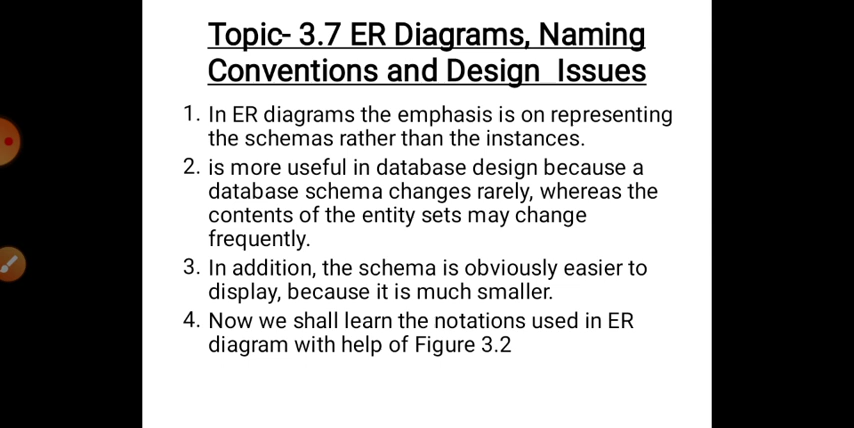 Topic- 3.7 ER Diagrams, Naming
Conventions and Design Issues
1. In ER diagrams the emphasis is on representing
the schemas rather than the instances.
2. is more useful in database design because a
database schema changes rarely, whereas the
contents of the entity sets may change
frequently.
3. In addition, the schema is obviously easier to
display, because it is much smaller.
4. Now we shall learn the notations used in ER
diagram with help of Figure 3.2